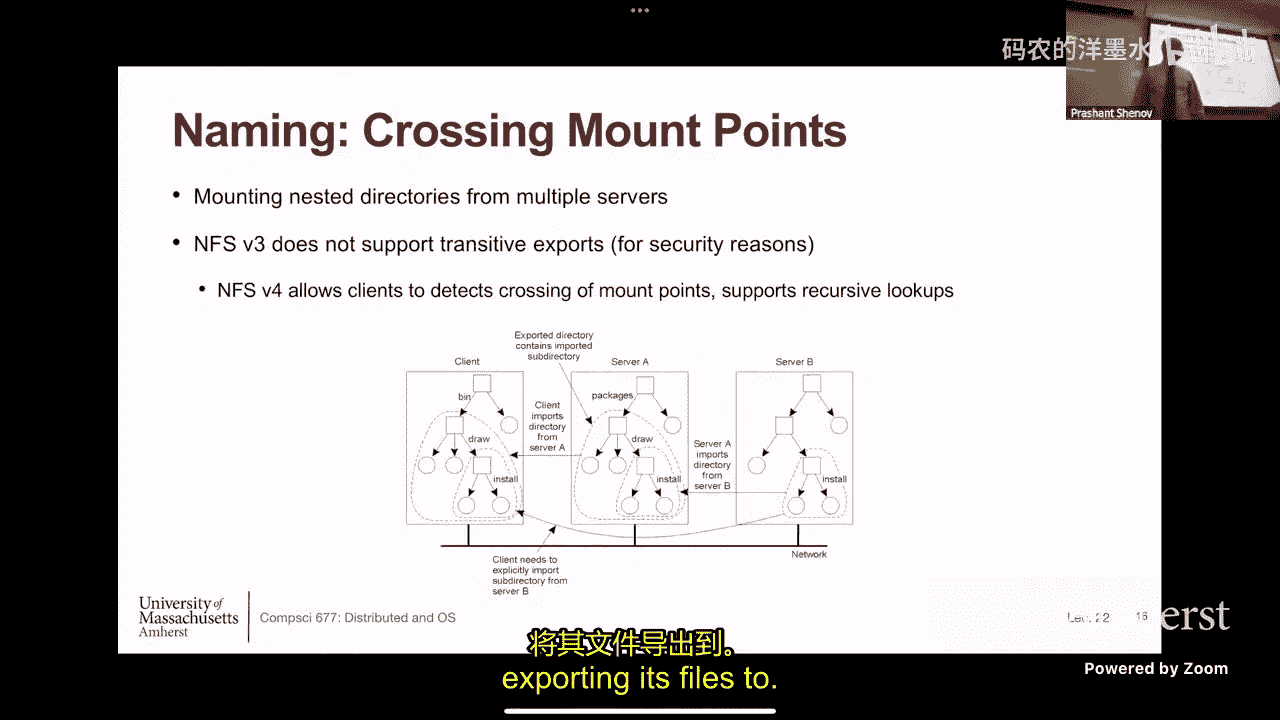 码农的洋墨水
Prashant Shenoy
Naming: Crossing Mount Points
• Mounting nested directories from multiple servers
• NFS v3 does not support transitive exports (for security reasons)
• NFS v4 allows clients to detects crossing of mount points, supports recursive lookups
Exported directory
contains imported
subdirectory
Client
Server A
Server B
bin
packages
Client
imports
directory
from
server A
draw
draw
Server A
imports
directory
from
server B
install
install
install
Client needs to
explicitly import
subdirectory from
server B
Network
University of
Massachusetts
Amherst
Compsci 677: Distributed and OS
Lec. 22
16
erst
将其文件导出到。
exporting its files to.
Powered by Zoom